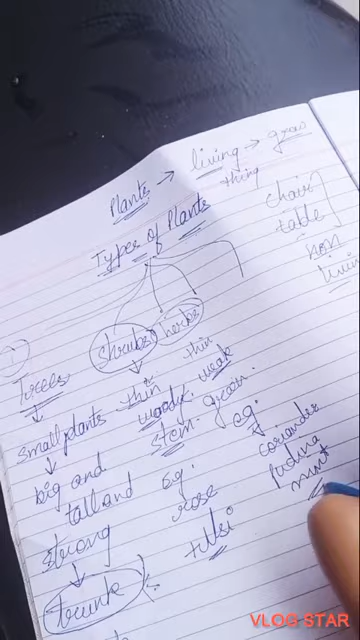 Plants → living → grow
thing
chair
table
non
living
Types of Plants
shrubs
herbs
Trees
small plants
big and
tall and
strong
trunk
thin
woody
stem
eg.
rose
tulsi
thin
weak
green
eg.
coriander
pudina
mint
VLOG STAR